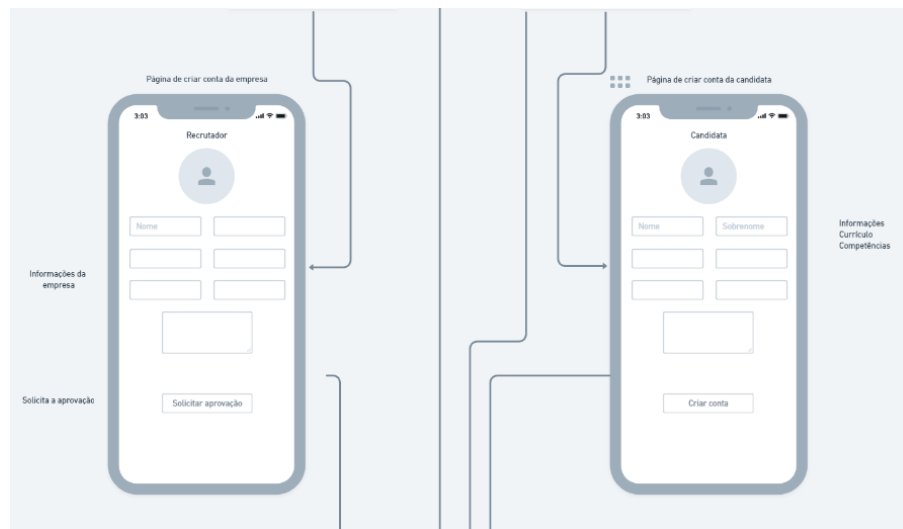 Página de criar conta da empresa
3:03
Recrutador
Nome
Informações da
empresa
Solicita a aprovação
Solicitar aprovação
Página de criar conta da candidata
3:03
Candidata
Nome
Sobrenome
Informações
Currículo
Competências
Criar conta